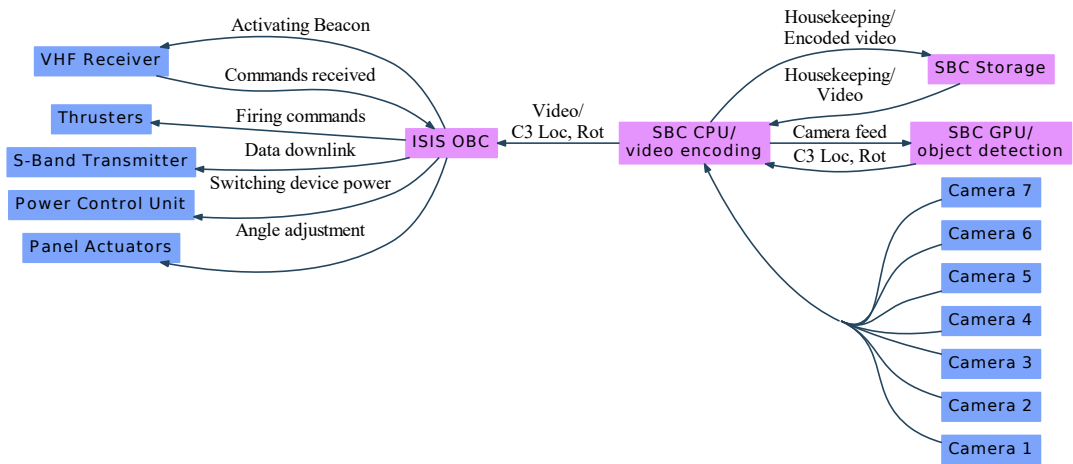 Activating Beacon
VHF Receiver
Commands received
Thrusters
Firing commands
S-Band Transmitter
Data downlink
Power Control Unit
Switching device power
Panel Actuators
Angle adjustment
ISIS OBC
Video/
C3 Loc, Rot
SBC CPU/
video encoding
Housekeeping/
Encoded video
Housekeeping/
Video
SBC Storage
Camera feed
C3 Loc, Rot
SBC GPU/
object detection
Camera 7
Camera 6
Camera 5
Camera 4
Camera 3
Camera 2
Camera 1